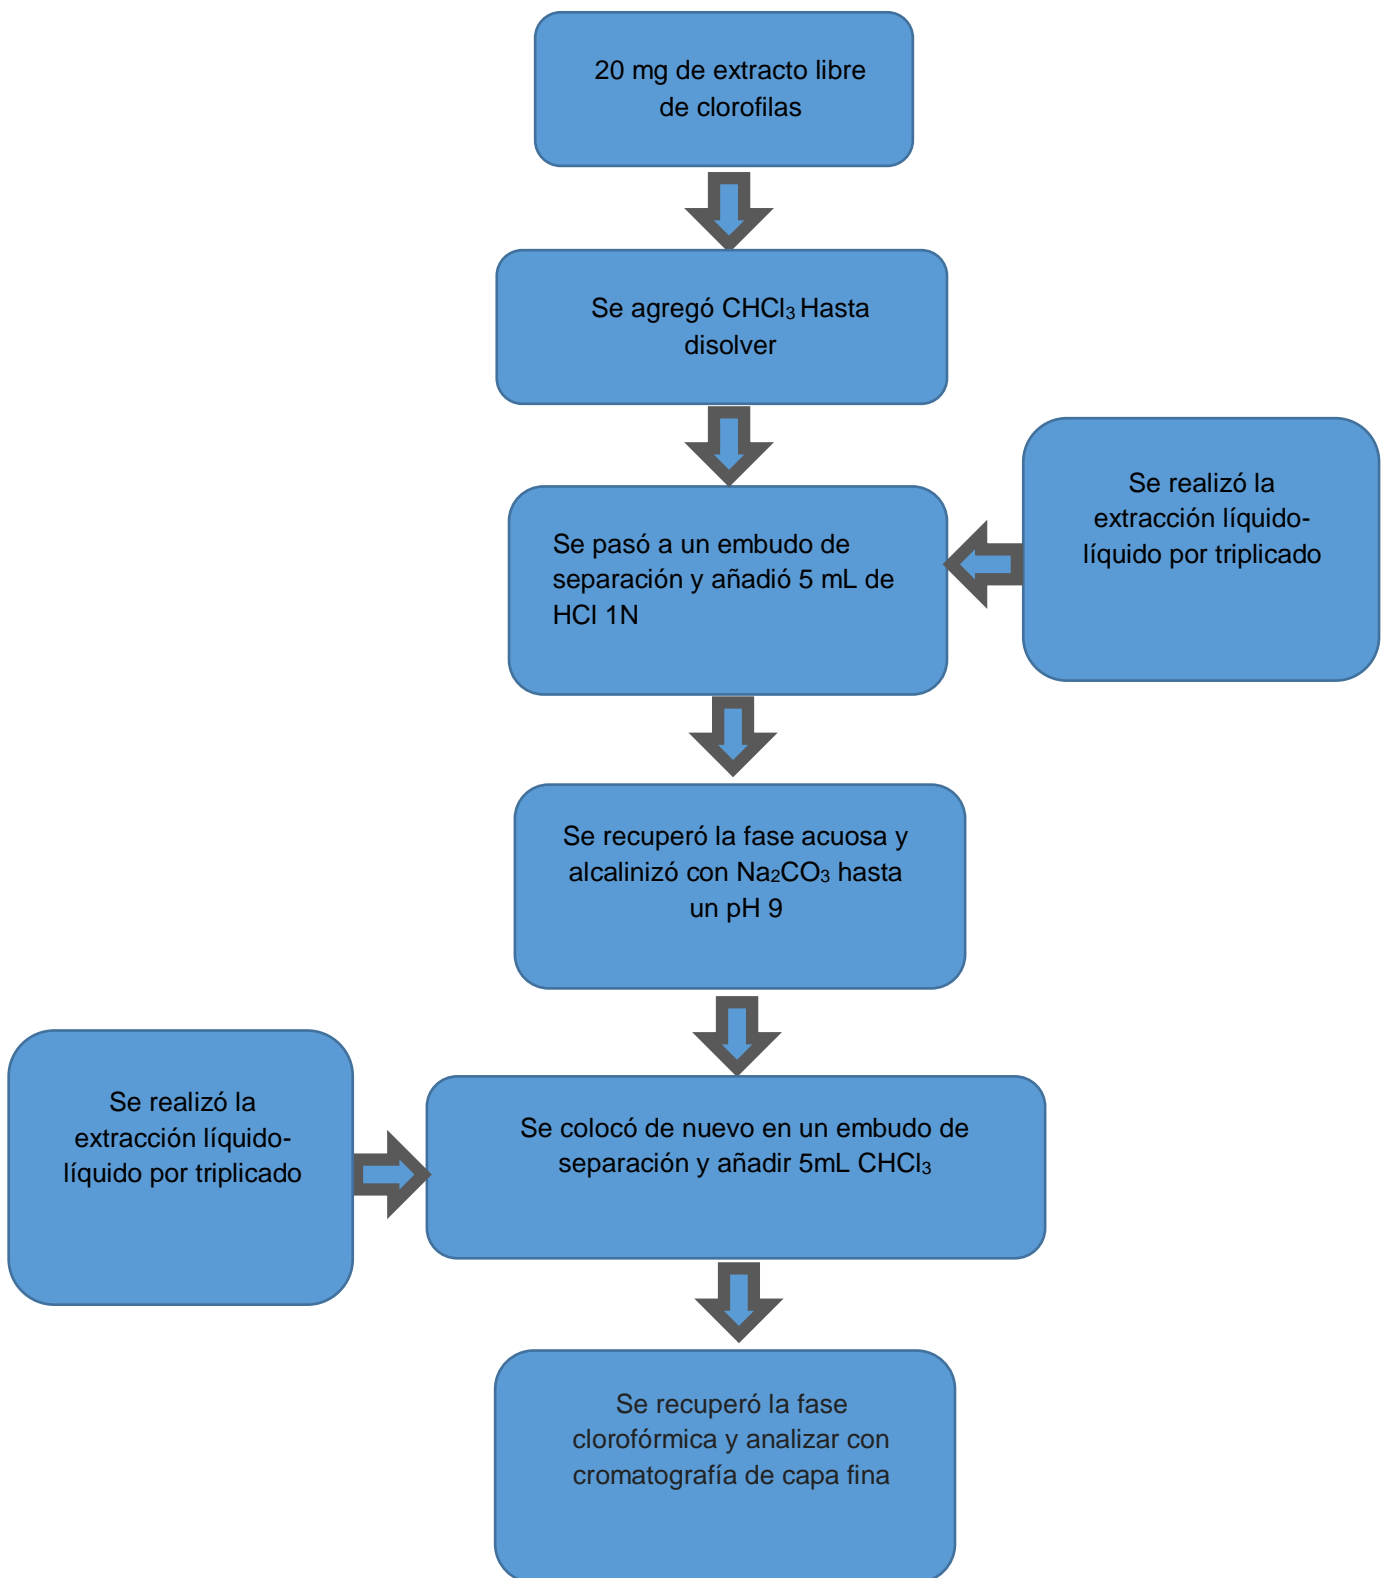 20 mg de extracto libre
de clorofilas
Se agregó CHCl₃ Hasta
disolver
Se realizó la
extracción líquido-
líquido por triplicado
Se pasó a un embudo de
separación y añadió 5 mL de
HCl 1N
Se recuperó la fase acuosa y
alcalinizó con Na₂CO₃ hasta
un pH 9
Se realizó la
extracción líquido-
líquido por triplicado
Se colocó de nuevo en un embudo de
separación y añadir 5mL CHCl₃
Se recuperó la fase
clorofórmica y analizar con
cromatografía de capa fina